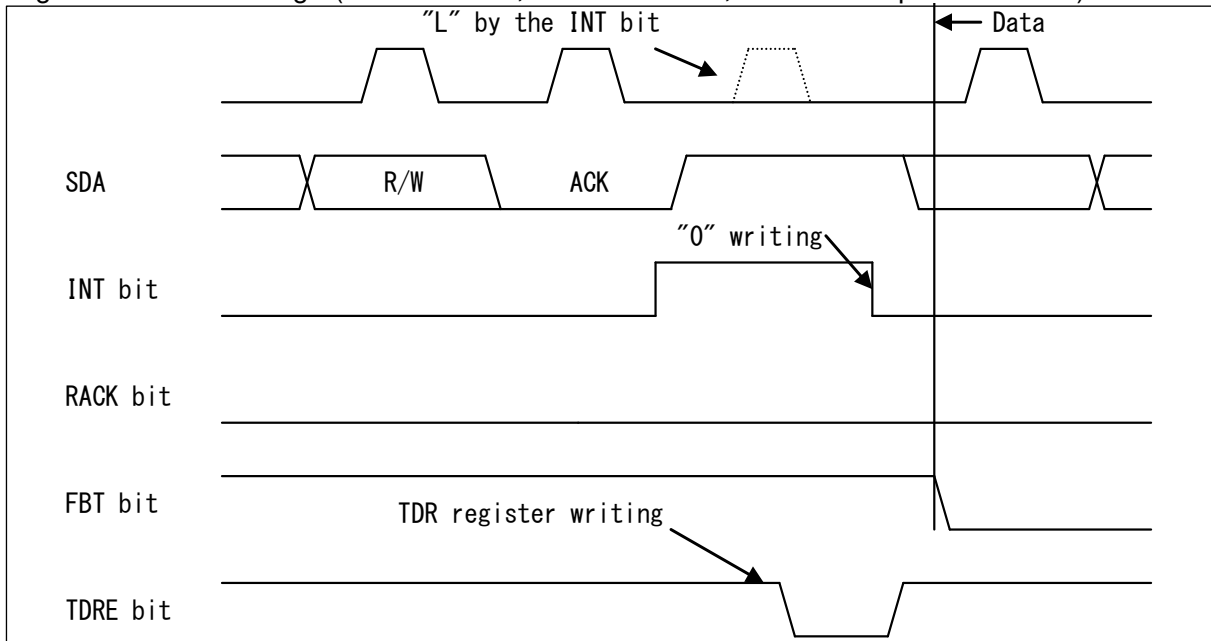 "L" by the INT bit
Data
SDA
R/W
ACK
"0" writing
INT bit
RACK bit
FBT bit
TDR register writing
TDRE bit